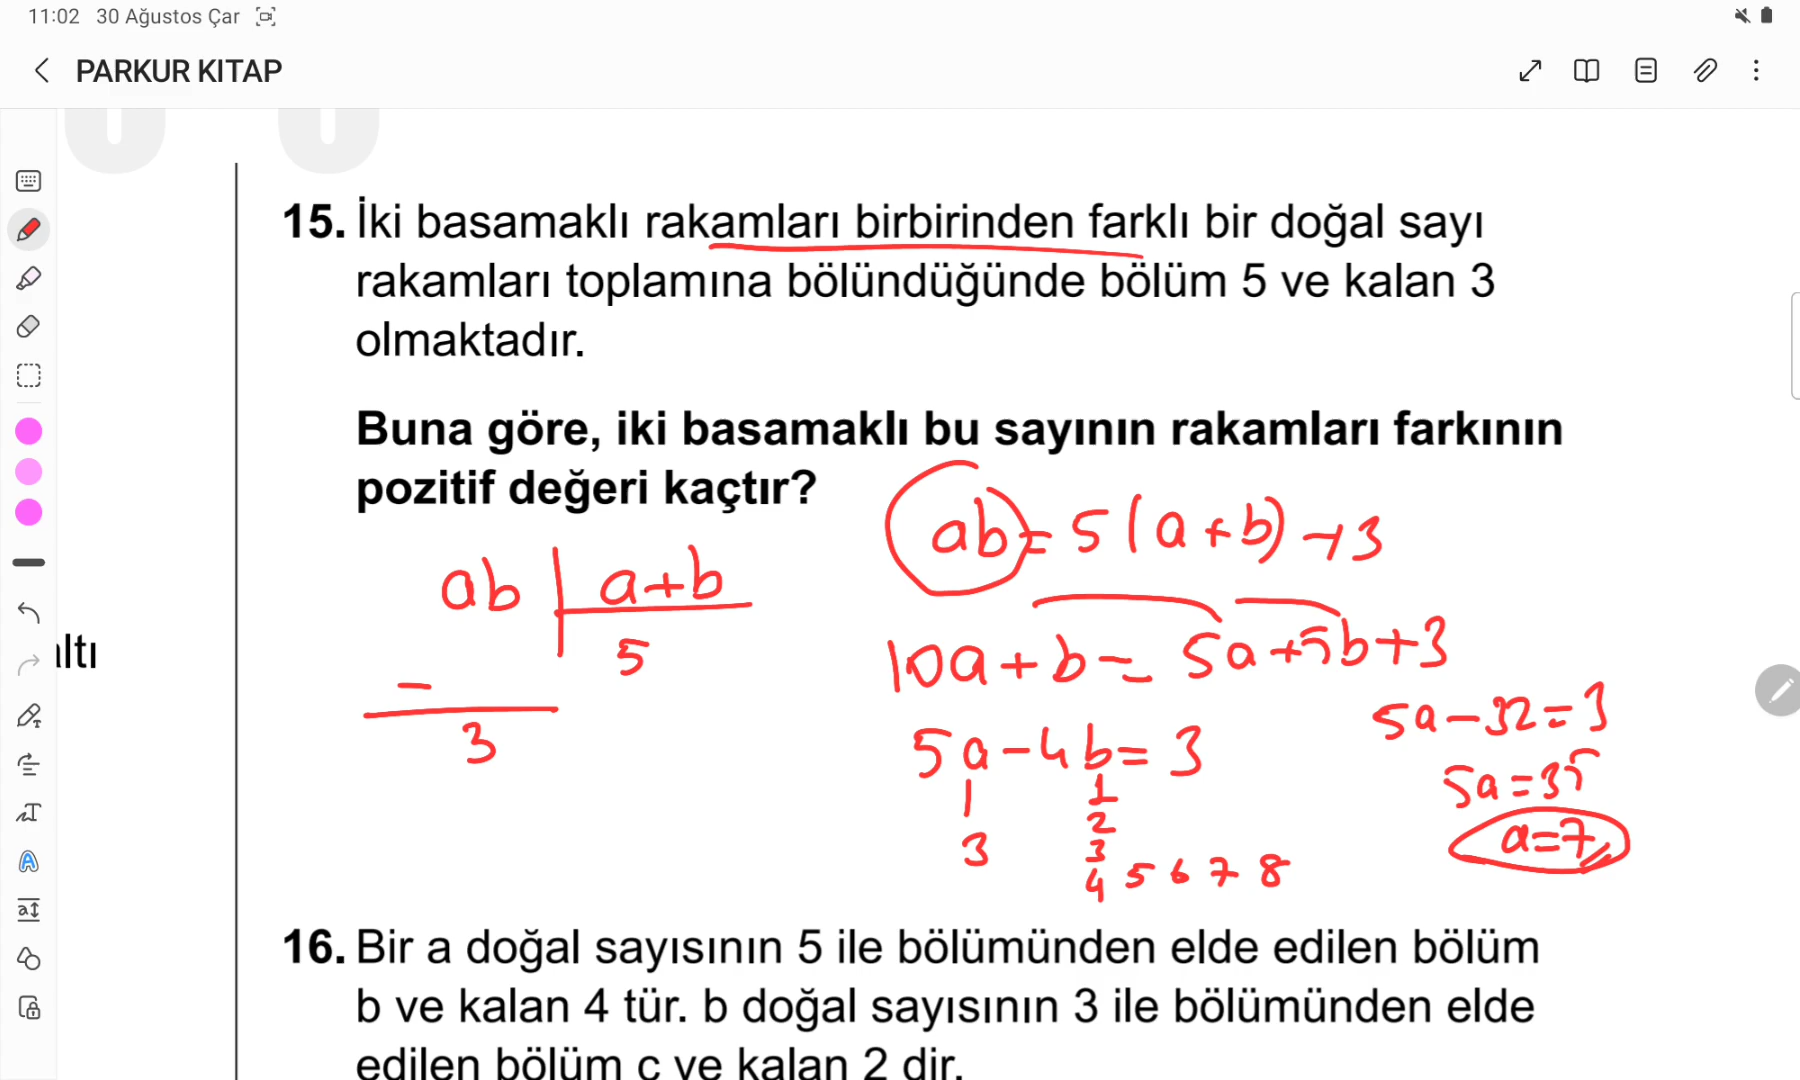 11:02 30 Ağustos Çar
PARKUR KİTAP
15. İki basamaklı rakamları birbirinden farklı bir doğal sayı
rakamları toplamına bölündüğünde bölüm 5 ve kalan 3
olmaktadır.
Buna göre, iki basamaklı bu sayının rakamları farkının
pozitif değeri kaçtır?
ab = 5(a+b)+3
ab | a+b
5
-
3
10a+b = 5a+5b+3
5a-4b=3
1
2
3
3
4 5 6 7 8
5a-32=3
5a=35
a=7
altı
16. Bir a doğal sayısının 5 ile bölümünden elde edilen bölüm
b ve kalan 4 tür. b doğal sayısının 3 ile bölümünden elde
edilen bölüm c ve kalan 2 dir.